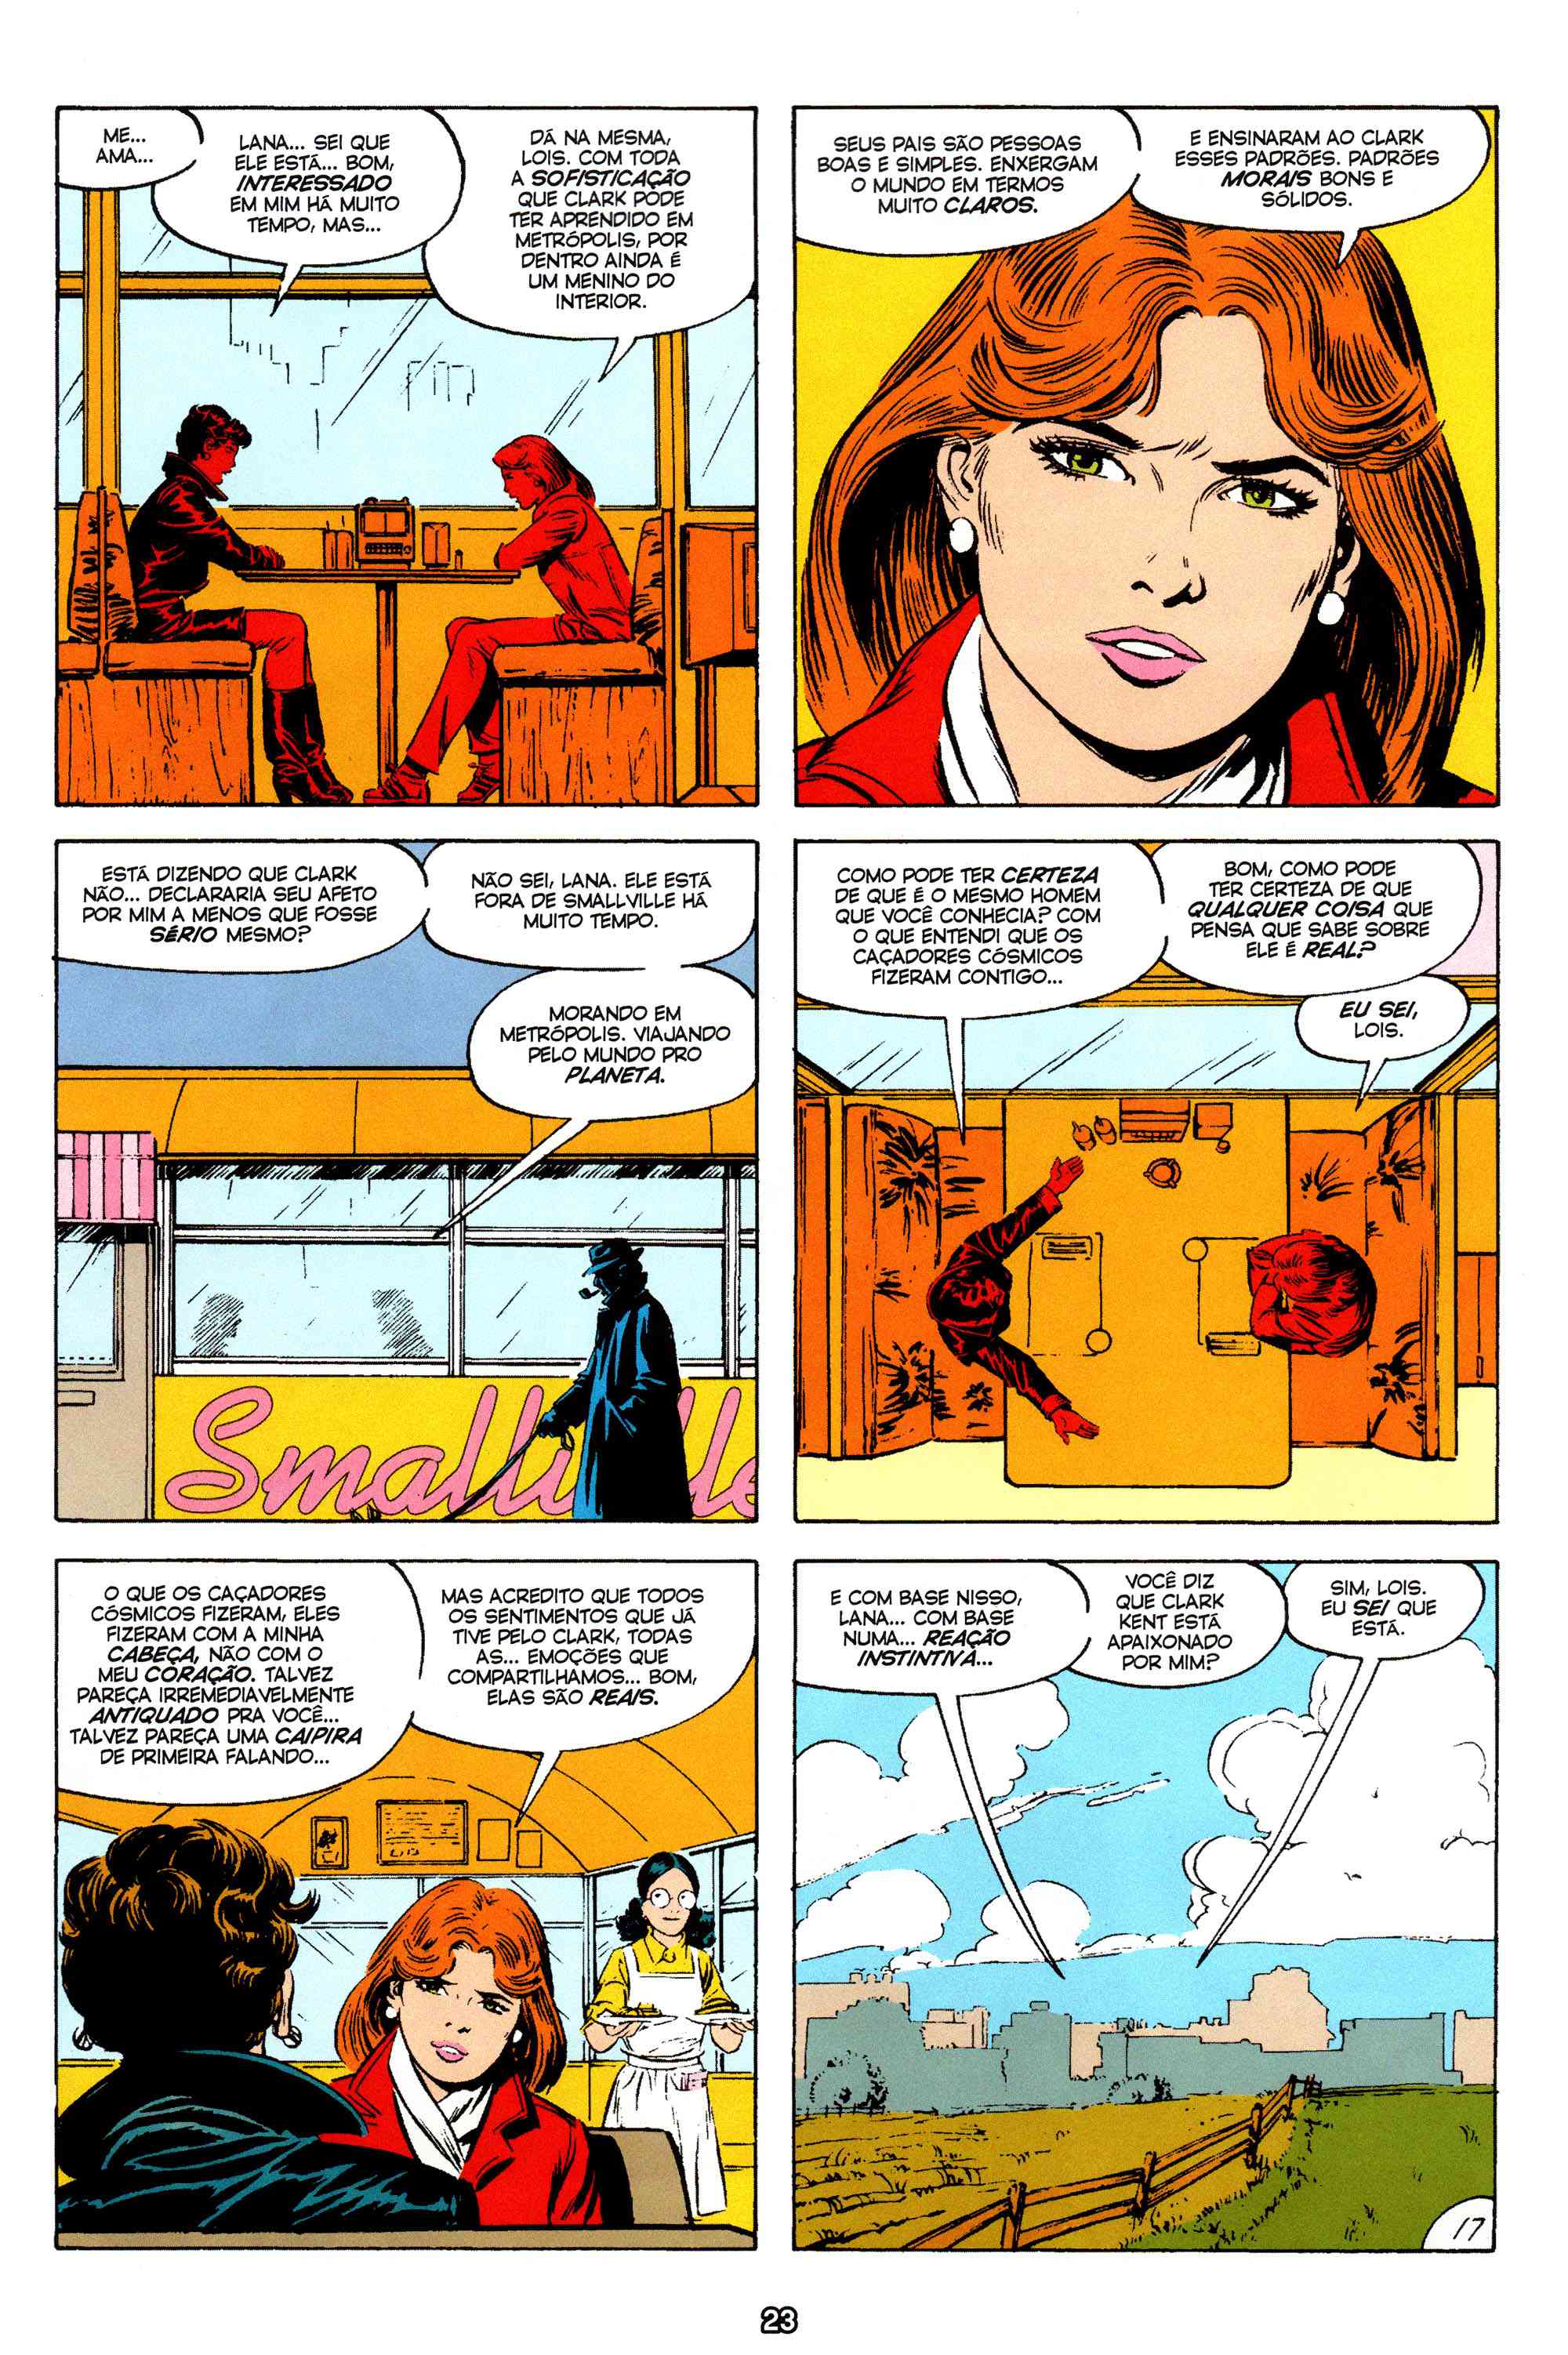 ME...
AMA...
LANA... SEI QUE
ELE ESTÁ... BOM,
INTERESSADO
EM MIM HÁ MUITO
TEMPO, MAS...
DÁ NA MESMA,
LOIS. COM TODA
A SOFISTICAÇÃO
QUE CLARK PODE
TER APRENDIDO EM
METRÓPOLIS, POR
DENTRO AINDA É
UM MENINO DO
INTERIOR.
SEUS PAIS SÃO PESSOAS
BOAS E SIMPLES. ENXERGAM
O MUNDO EM TERMOS
MUITO CLAROS.
E ENSINARAM AO CLARK
ESSES PADRÕES. PADRÕES
MORAIS BONS E
SÓLIDOS.
ESTÁ DIZENDO QUE CLARK
NÃO... DECLARARIA SEU AFETO
POR MIM A MENOS QUE FOSSE
SÉRIO MESMO?
NÃO SEI, LANA. ELE ESTÁ
FORA DE SMALLVILLE HÁ
MUITO TEMPO.
MORANDO EM
METRÓPOLIS. VIAJANDO
PELO MUNDO PRO
PLANETA.
Smallville
COMO PODE TER CERTEZA
DE QUE É O MESMO HOMEM
QUE VOCÊ CONHECIA? COM
O QUE ENTENDI QUE OS
CAÇADORES CÓSMICOS
FIZERAM CONTIGO...
BOM, COMO PODE
TER CERTEZA DE QUE
QUALQUER COISA QUE
PENSA QUE SABE SOBRE
ELE É REAL?
EU SEI,
LOIS.
O QUE OS CAÇADORES
CÓSMICOS FIZERAM, ELES
FIZERAM COM A MINHA
CABEÇA, NÃO COM O
MEU CORAÇÃO. TALVEZ
PAREÇA IRREMEDIAVELMENTE
ANTIQUADO PRA VOCÊ...
TALVEZ PAREÇA UMA CAIPIRA
DE PRIMEIRA FALANDO...
MAS ACREDITO QUE TODOS
OS SENTIMENTOS QUE JÁ
TIVE PELO CLARK, TODAS
AS... EMOÇÕES QUE
COMPARTILHAMOS... BOM,
ELAS SÃO REAIS.
E COM BASE NISSO,
LANA... COM BASE
NUMA... REAÇÃO
INSTINTIVA...
VOCÊ DIZ
QUE CLARK
KENT ESTÁ
APAIXONADO
POR MIM?
SIM, LOIS.
EU SEI QUE
ESTÁ.
17
23